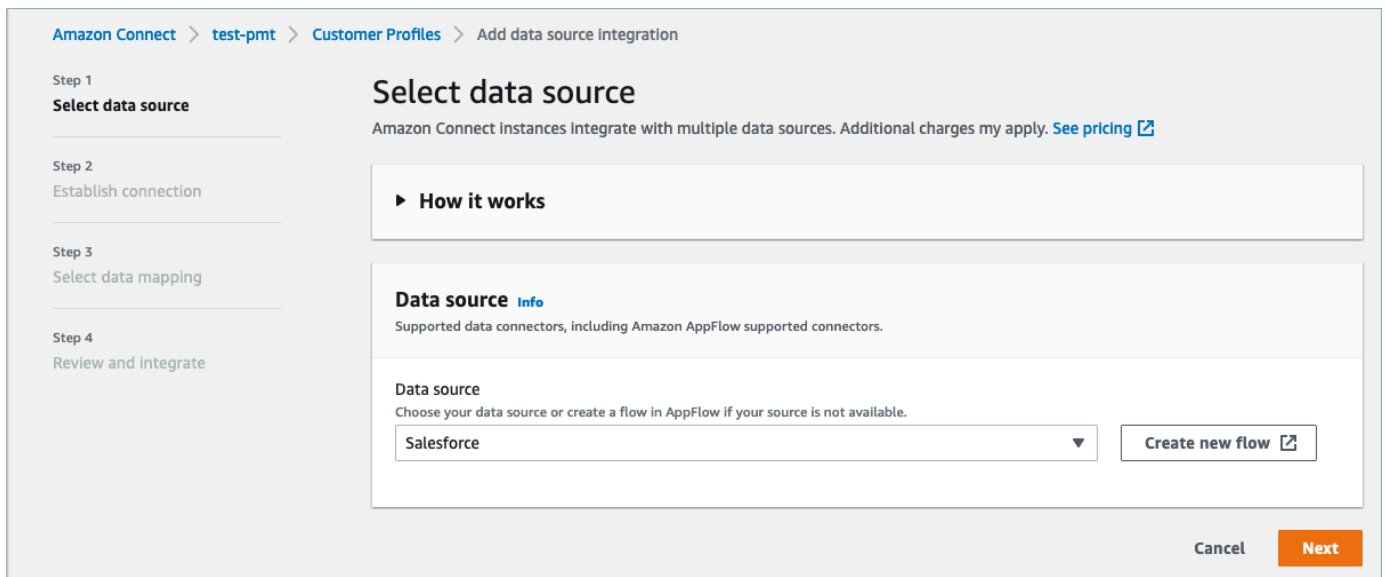 Amazon Connect > test-pmt > Customer Profiles > Add data source integration
Step 1
Select data source
Step 2
Establish connection
Step 3
Select data mapping
Step 4
Review and integrate
Select data source
Amazon Connect instances integrate with multiple data sources. Additional charges my apply. See pricing
How it works
Data source Info
Supported data connectors, including Amazon AppFlow supported connectors.
Data source
Choose your data source or create a flow in AppFlow if your source is not available.
Salesforce
Create new flow
Cancel
Next